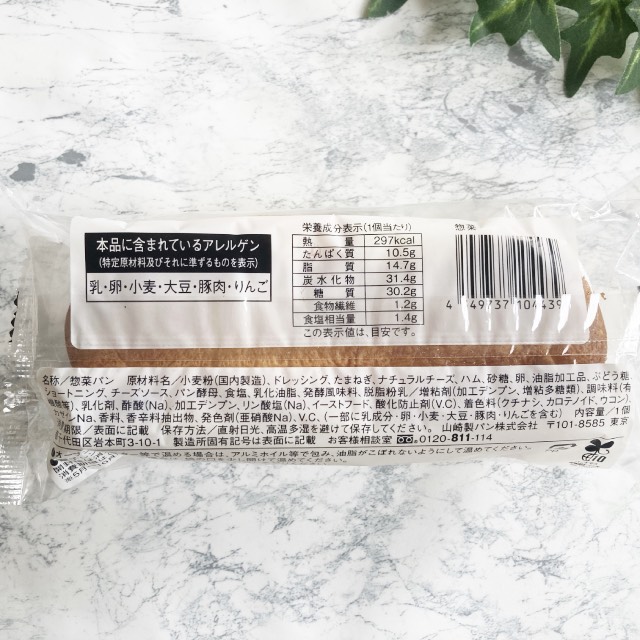 本品に含まれているアレルゲン
(特定原材料及びそれに準ずるものを表示)
乳・卵・小麦・大豆・豚肉・りんご
栄養成分表示(1個当たり)
熱量 297kcal
たんぱく質 10.5g
脂質 14.7g
炭水化物 31.4g
糖質 30.2g
食物繊維 1.2g
食塩相当量 1.4g
この表示値は、目安です。
惣菜
4 49737 104439
名称/惣菜パン 原材料名/小麦粉(国内製造)、ドレッシング、たまねぎ、ナチュラルチーズ、ハム、砂糖、卵、油脂加工品、ぶどう糖
ショートニング、チーズソース、パン酵母、食塩、乳化油脂、発酵風味料、脱脂粉乳/増粘剤(加工デンプン、増粘多糖類)、調味料(有
機酸等)、乳化剤、酢酸(Na)、加工デンプン、リン酸塩(Na)、イーストフード、酸化防止剤(V.C)、着色料(クチナシ、カロテノイド、ウコン)、
Na、香料、香辛料抽出物、発色剤(亜硝酸Na)、V.C、(一部に乳成分・卵・小麦・大豆・豚肉・りんごを含む) 内容量/1個
期限/表面に記載 保存方法/直射日光、高温多湿を避けて保存してください。 山崎製パン株式会社 〒101-8585 東京
千代田区岩本町3-10-1 製造所固有記号は表面に記載 お客様相談室 0120-811-114
等で温める場合は、アルミホイル等で包み、油脂がこぼれないようにして温めてください。